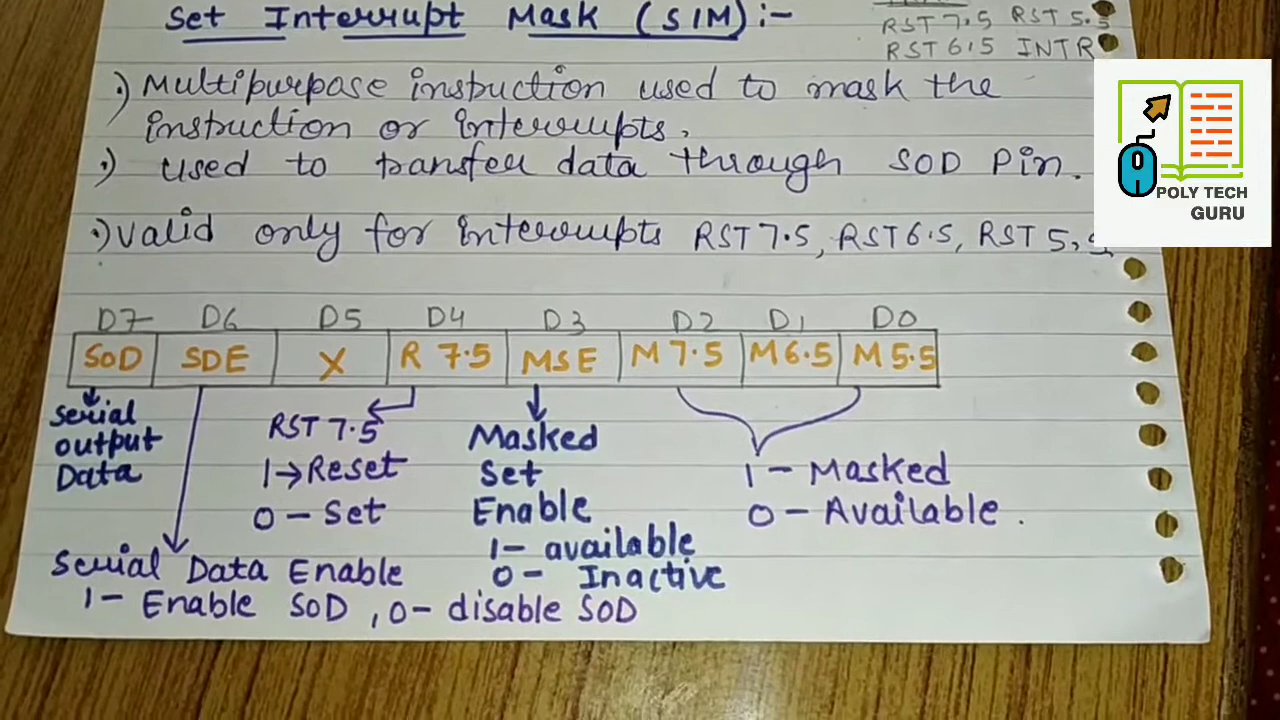 Set Interrupt Mask (SIM) :-
RST 7.5 RST 5.5
RST 6.5 INTR
·) Multipurpose instruction used to mask the
instruction or interrupts.
·) used to transfer data through SOD Pin.
·) Valid only for interrupts RST 7.5, RST 6.5, RST 5.5
D7 D6 D5 D4 D3 D2 D1 D0
SOD SDE X R 7.5 MSE M 7.5 M 6.5 M 5.5
Serial
output
Data
RST 7.5
1→Reset
0 - Set
Masked
Set
Enable
1- available
0- Inactive
1 - Masked
0 - Available.
Serial Data Enable
1- Enable SOD, 0- disable SOD
POLY TECH
GURU